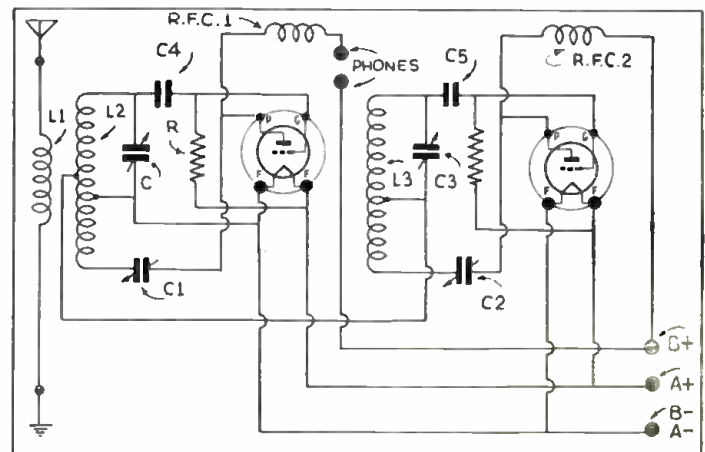 R.F.C.1
C4
PHONES
C5
R.F.C.2
L1
L2
R
P
G
P
G
C
L3
C3
F
F
F
F
C1
C2
B+
A+
B-
A-